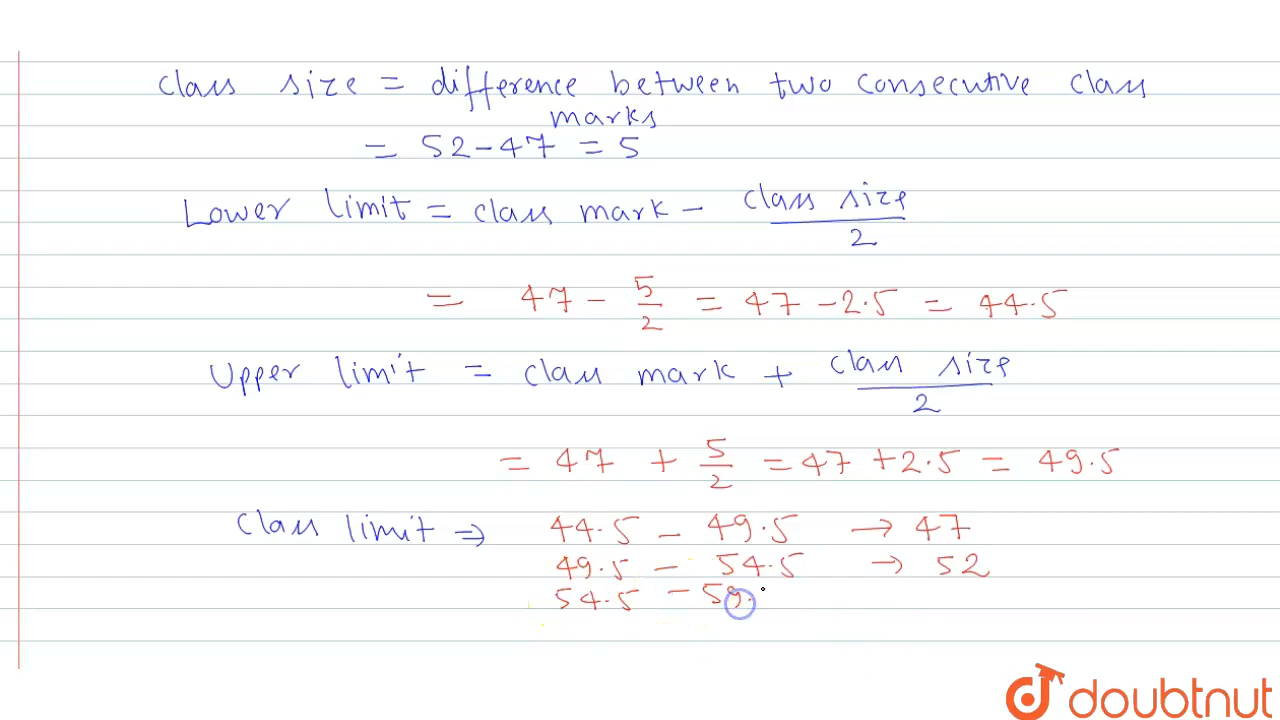 class size = difference between two consecutive class
marks
= 52 - 47 = 5
Lower limit = class mark - class size
2
= 47 - 5/2 = 47 - 2.5 = 44.5
Upper limit = class mark + class size
2
= 47 + 5/2 = 47 + 2.5 = 49.5
Class limit ⇒ 44.5 - 49.5 → 47
49.5 - 54.5 → 52
54.5 - 59.
doubtnut